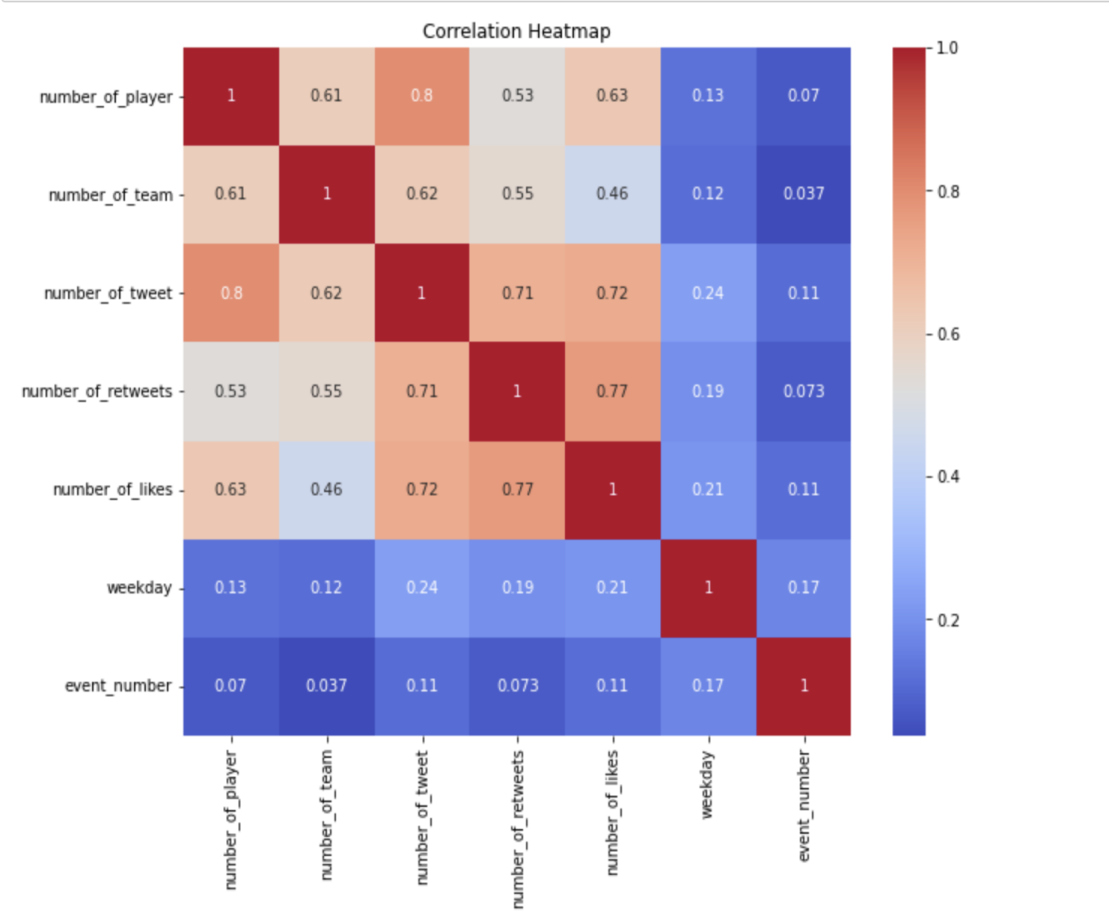 Correlation Heatmap
number_of_player 1 0.61 0.8 0.53 0.63 0.13 0.07
number_of_team 0.61 1 0.62 0.55 0.46 0.12 0.037
number_of_tweet 0.8 0.62 1 0.71 0.72 0.24 0.11
number_of_retweets 0.53 0.55 0.71 1 0.77 0.19 0.073
number_of_likes 0.63 0.46 0.72 0.77 1 0.21 0.11
weekday 0.13 0.12 0.24 0.19 0.21 1 0.17
event_number 0.07 0.037 0.11 0.073 0.11 0.17 1
number_of_player
number_of_team
number_of_tweet
number_of_retweets
number_of_likes
weekday
event_number
1.0
0.8
0.6
0.4
0.2